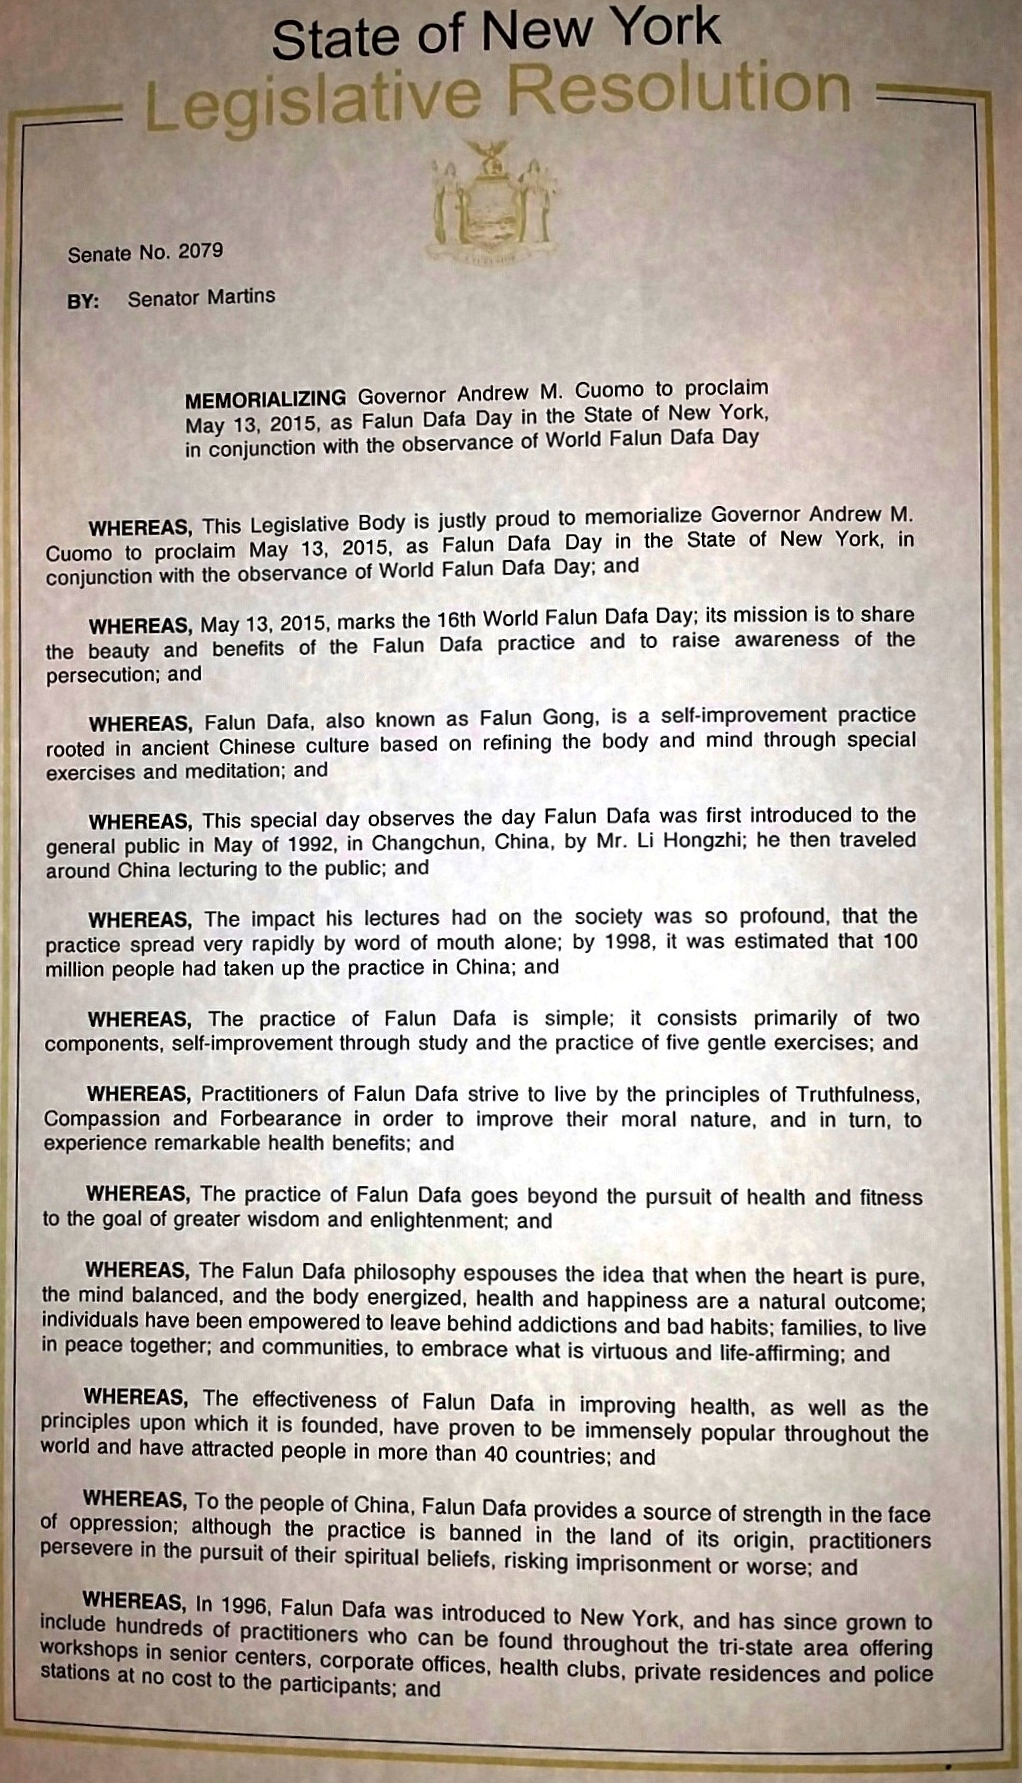 State of New York
Legislative Resolution
Senate No. 2079
BY: Senator Martins
MEMORIALIZING Governor Andrew M. Cuomo to proclaim
May 13, 2015, as Falun Dafa Day in the State of New York,
in conjunction with the observance of World Falun Dafa Day
WHEREAS, This Legislative Body is justly proud to memorialize Governor Andrew M.
Cuomo to proclaim May 13, 2015, as Falun Dafa Day in the State of New York, in
conjunction with the observance of World Falun Dafa Day; and
WHEREAS, May 13, 2015, marks the 16th World Falun Dafa Day; its mission is to share
the beauty and benefits of the Falun Dafa practice and to raise awareness of the
persecution; and
WHEREAS, Falun Dafa, also known as Falun Gong, is a self-improvement practice
rooted in ancient Chinese culture based on refining the body and mind through special
exercises and meditation; and
WHEREAS, This special day observes the day Falun Dafa was first introduced to the
general public in May of 1992, in Changchun, China, by Mr. Li Hongzhi; he then traveled
around China lecturing to the public; and
WHEREAS, The impact his lectures had on the society was so profound, that the
practice spread very rapidly by word of mouth alone; by 1998, it was estimated that 100
million people had taken up the practice in China; and
WHEREAS, The practice of Falun Dafa is simple; it consists primarily of two
components, self-improvement through study and the practice of five gentle exercises; and
WHEREAS, Practitioners of Falun Dafa strive to live by the principles of Truthfulness,
Compassion and Forbearance in order to improve their moral nature, and in turn, to
experience remarkable health benefits; and
WHEREAS, The practice of Falun Dafa goes beyond the pursuit of health and fitness
to the goal of greater wisdom and enlightenment; and
WHEREAS, The Falun Dafa philosophy espouses the idea that when the heart is pure,
the mind balanced, and the body energized, health and happiness are a natural outcome;
individuals have been empowered to leave behind addictions and bad habits; families, to live
in peace together; and communities, to embrace what is virtuous and life-affirming; and
WHEREAS, The effectiveness of Falun Dafa in improving health, as well as the
principles upon which it is founded, have proven to be immensely popular throughout the
world and have attracted people in more than 40 countries; and
WHEREAS, To the people of China, Falun Dafa provides a source of strength in the face
of oppression; although the practice is banned in the land of its origin, practitioners
persevere in the pursuit of their spiritual beliefs, risking imprisonment or worse; and
WHEREAS, In 1996, Falun Dafa was introduced to New York, and has since grown to
include hundreds of practitioners who can be found throughout the tri-state area offering
workshops in senior centers, corporate offices, health clubs, private residences and police
stations at no cost to the participants; and